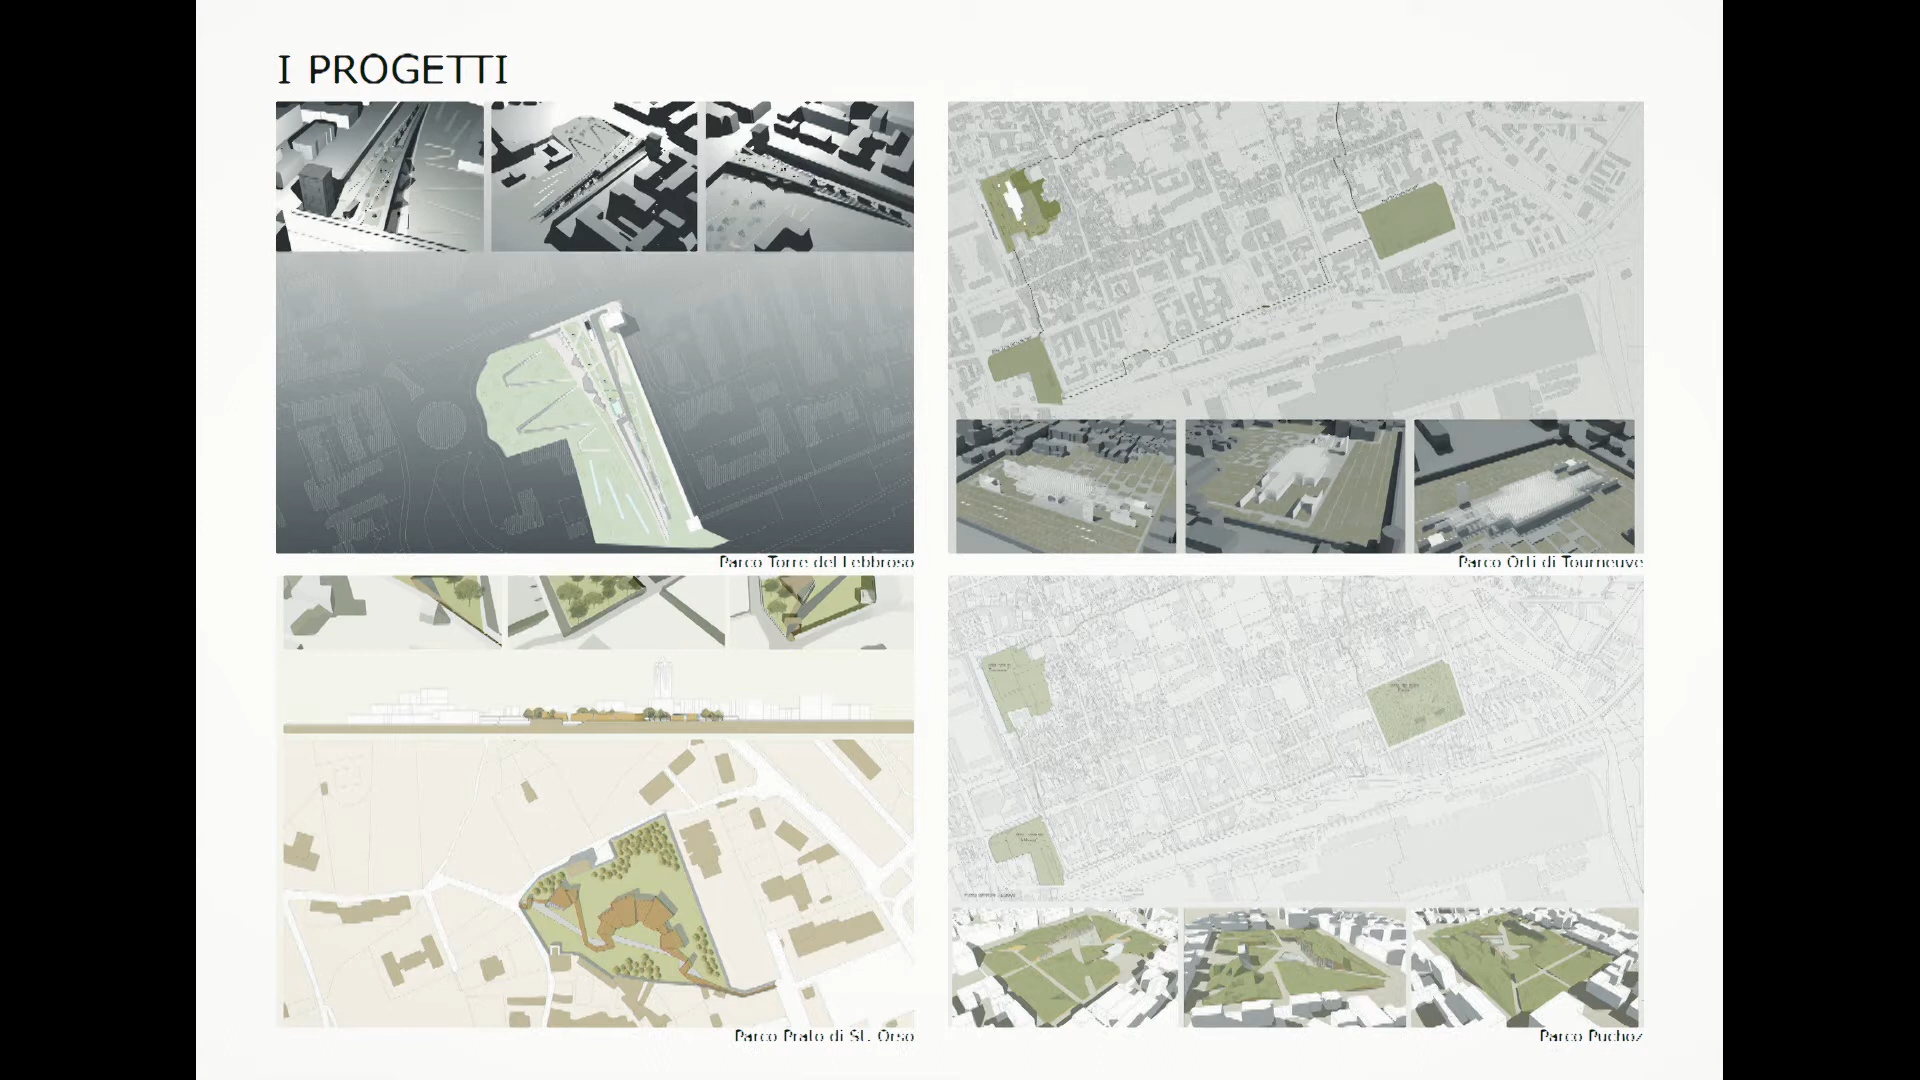 I PROGETTI
Parco Torre del Lebbroso
Parco Orti di Tourneuve
Parco Prato di St. Orso
Parco Puchoz